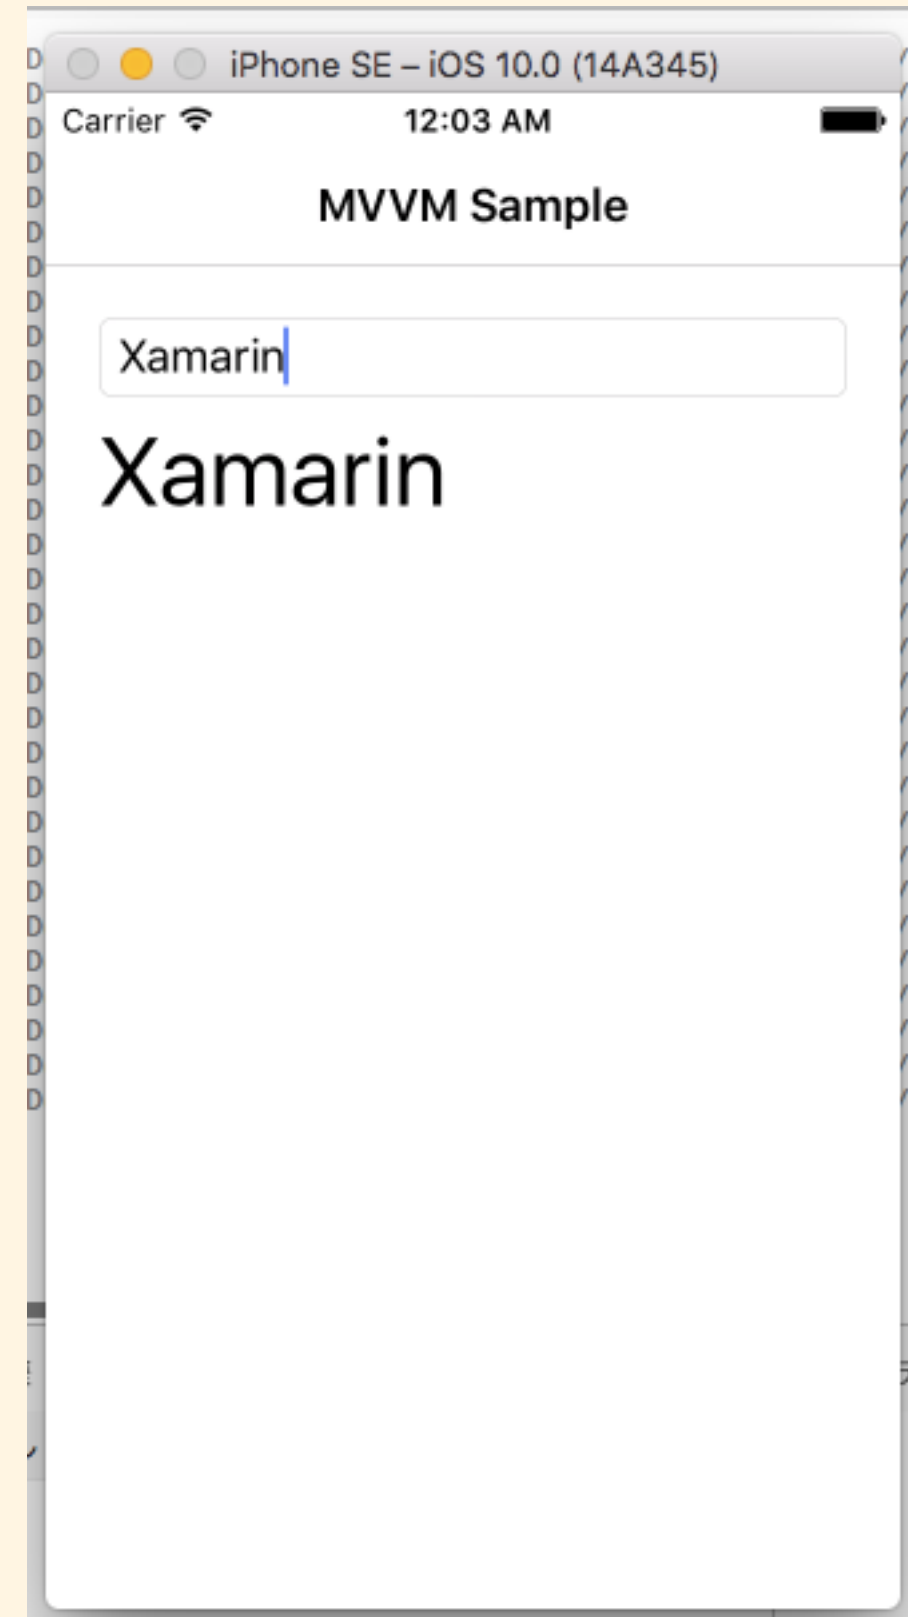 iPhone SE – iOS 10.0 (14A345)
Carrier 12:03 AM
MVVM Sample
Xamarin
Xamarin